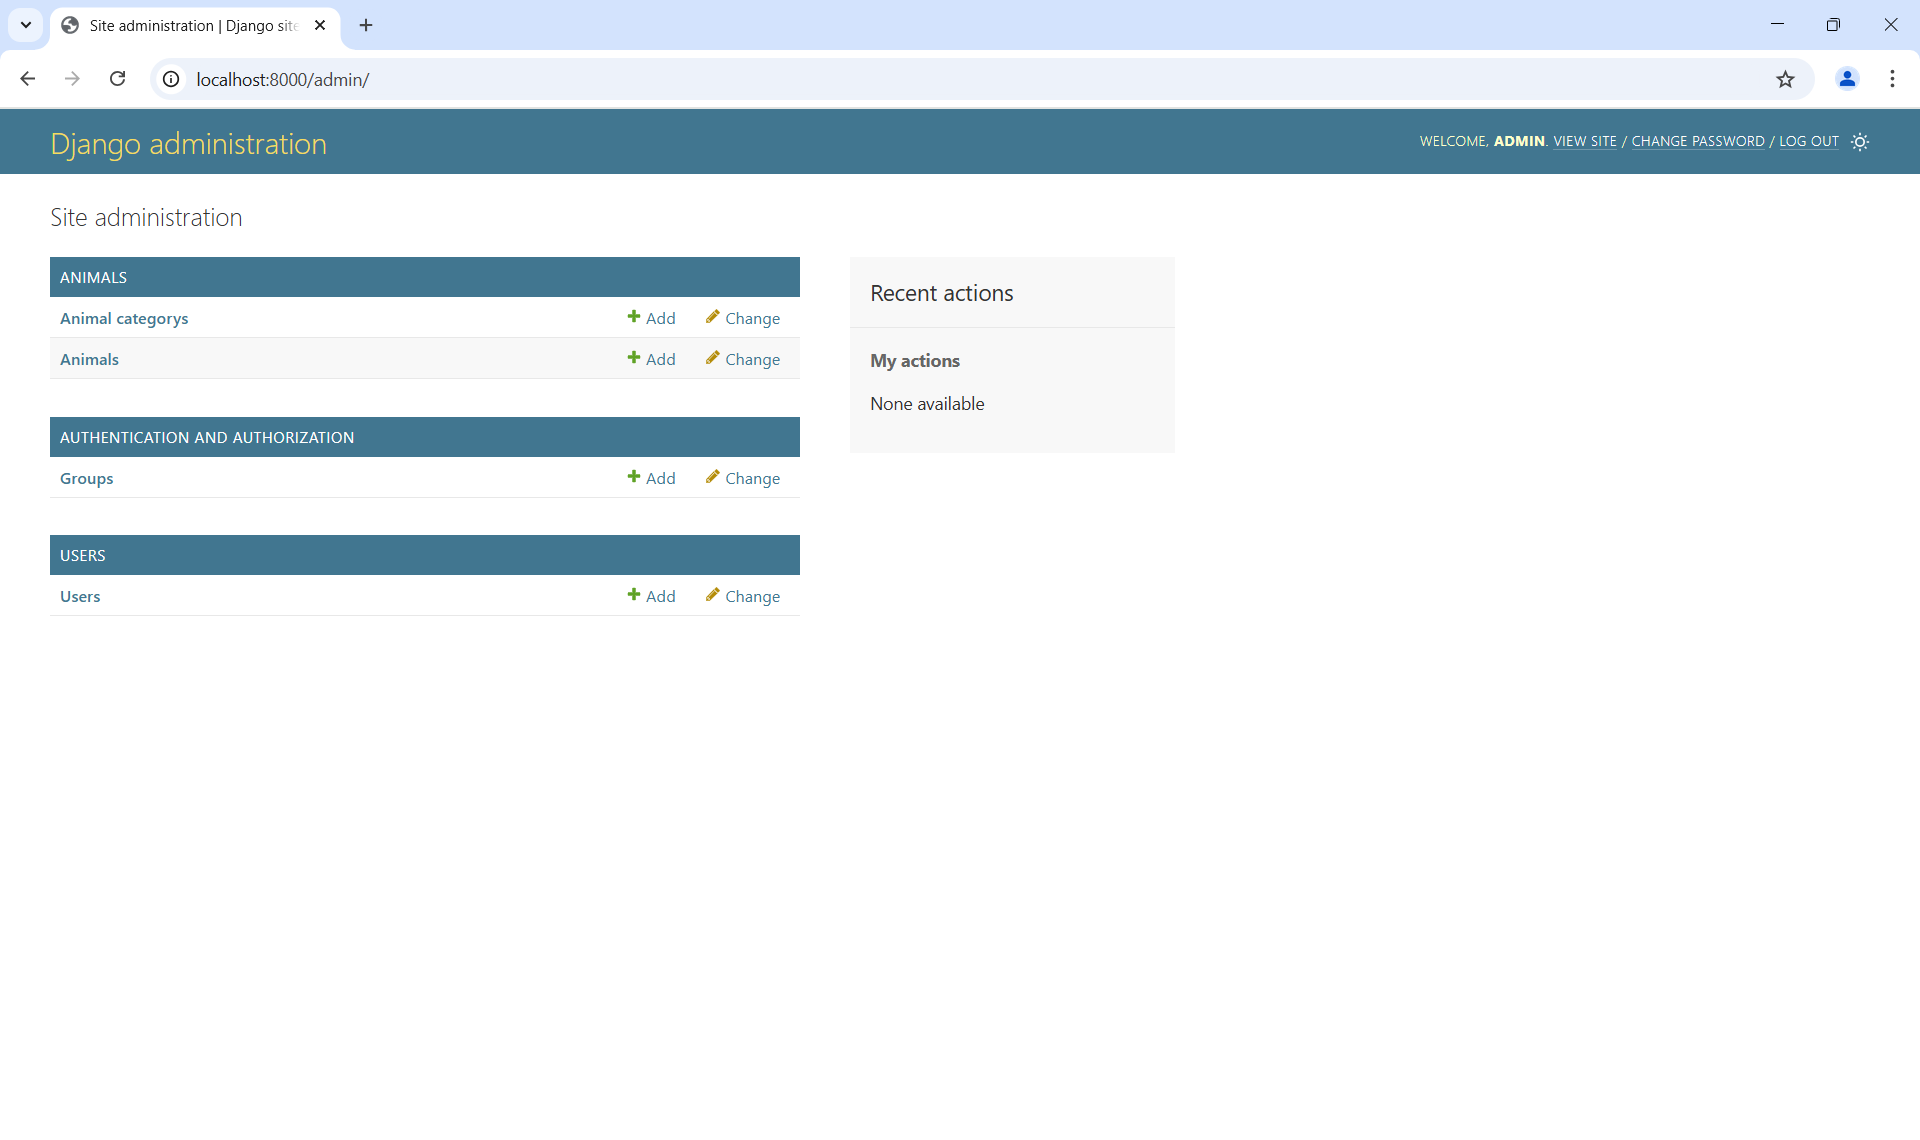 Site administration | Django site
localhost:8000/admin/
Django administration
WELCOME, ADMIN. VIEW SITE / CHANGE PASSWORD / LOG OUT
Site administration
ANIMALS
Animal categorys Add Change
Animals Add Change
AUTHENTICATION AND AUTHORIZATION
Groups Add Change
USERS
Users Add Change
Recent actions
My actions
None available